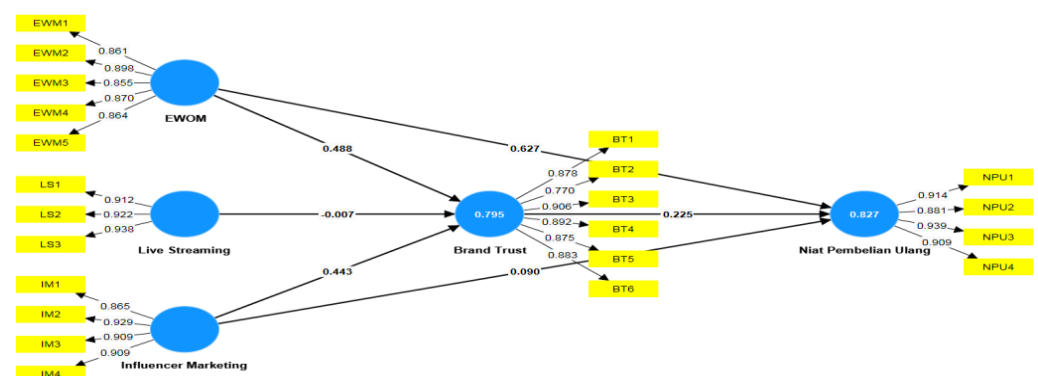 EWM1
EWM2
EWM3
EWM4
EWM5
0.861
0.898
0.855
0.870
0.864
EWOM
LS1
LS2
LS3
0.912
0.922
0.938
Live Streaming
IM1
IM2
IM3
IM4
0.865
0.929
0.909
0.909
Influencer Marketing
0.488
-0.007
0.443
0.627
0.225
0.090
0.795
Brand Trust
BT1
BT2
BT3
BT4
BT5
BT6
0.878
0.770
0.906
0.892
0.875
0.883
0.827
Niat Pembelian Ulang
0.914
0.881
0.939
0.909
NPU1
NPU2
NPU3
NPU4